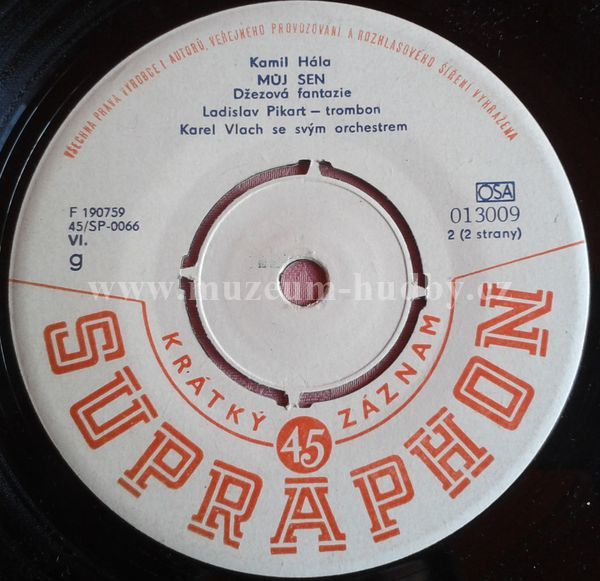 VŠECHNA PRÁVA VÝROBCE I AUTORŮ, VEŘEJNÉHO PROVOZOVÁNÍ A ROZHLASOVÉHO ŠÍŘENÍ VYHRAZENA
Kamil Hála
MŮJ SEN
Džezová fantazie
Ladislav Pikart – trombon
Karel Vlach se svým orchestrem
F 190759
45/SP-0066
VI.
g
OSA
013009
2 (2 strany)
www.muzeum-hudby.cz
KRÁTKÝ 45 ZÁZNAM
SUPRAPHON